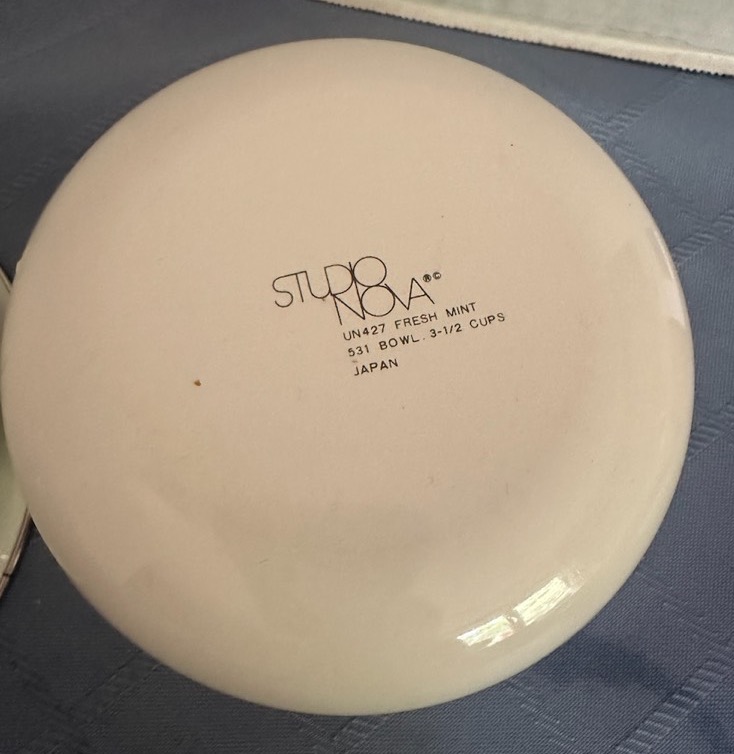 STUDIO
NOVA®©
UN427 FRESH MINT
531 BOWL. 3-1/2 CUPS
JAPAN